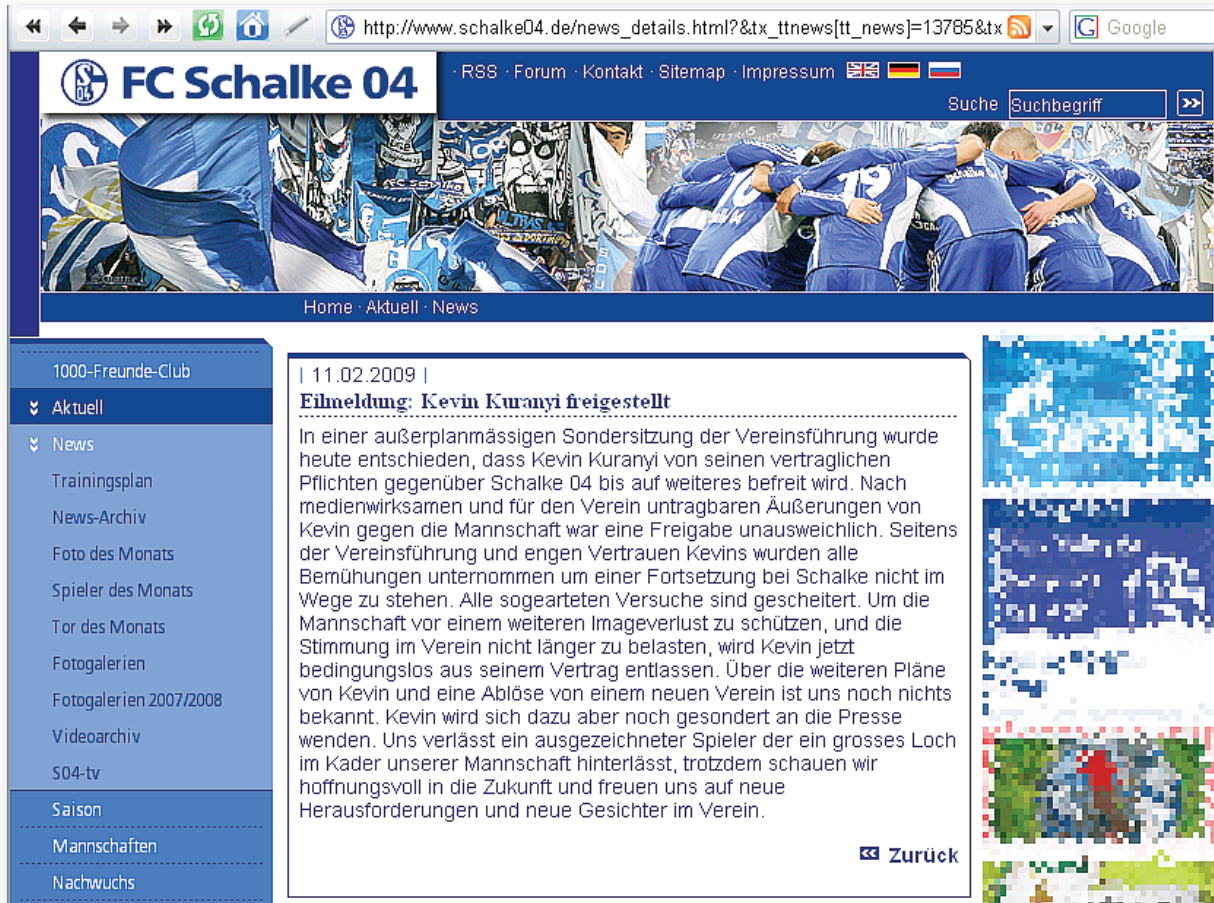 http://www.schalke04.de/news_details.html?&tx_ttnews[tt_news]=13785&tx
Google
FC Schalke 04
· RSS · Forum · Kontakt · Sitemap · Impressum
Suche Suchbegriff
Home · Aktuell · News
1000-Freunde-Club
Aktuell
News
Trainingsplan
News-Archiv
Foto des Monats
Spieler des Monats
Tor des Monats
Fotogalerien
Fotogalerien 2007/2008
Videoarchiv
S04-tv
Saison
Mannschaften
Nachwuchs
| 11.02.2009 |
Eilmeldung: Kevin Kuranyi freigestellt
In einer außerplanmässigen Sondersitzung der Vereinsführung wurde
heute entschieden, dass Kevin Kuranyi von seinen vertraglichen
Pflichten gegenüber Schalke 04 bis auf weiteres befreit wird. Nach
medienwirksamen und für den Verein untragbaren Äußerungen von
Kevin gegen die Mannschaft war eine Freigabe unausweichlich. Seitens
der Vereinsführung und engen Vertrauen Kevins wurden alle
Bemühungen unternommen um einer Fortsetzung bei Schalke nicht im
Wege zu stehen. Alle sogearteten Versuche sind gescheitert. Um die
Mannschaft vor einem weiteren Imageverlust zu schützen, und die
Stimmung im Verein nicht länger zu belasten, wird Kevin jetzt
bedingungslos aus seinem Vertrag entlassen. Über die weiteren Pläne
von Kevin und eine Ablöse von einem neuen Verein ist uns noch nichts
bekannt. Kevin wird sich dazu aber noch gesondert an die Presse
wenden. Uns verlässt ein ausgezeichneter Spieler der ein grosses Loch
im Kader unserer Mannschaft hinterlässt, trotzdem schauen wir
hoffnungsvoll in die Zukunft und freuen uns auf neue
Herausforderungen und neue Gesichter im Verein.
Zurück